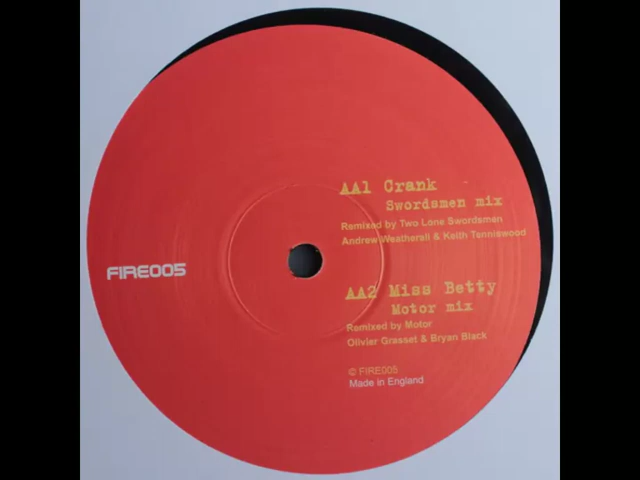 FIRE005
AA1 Crank
Swordsmen mix
Remixed by Two Lone Swordsmen
Andrew Weatherall & Keith Tenniswood
AA2 Miss Betty
Motor mix
Remixed by Motor
Olivier Grasset & Bryan Black
© FIRE005
Made in England